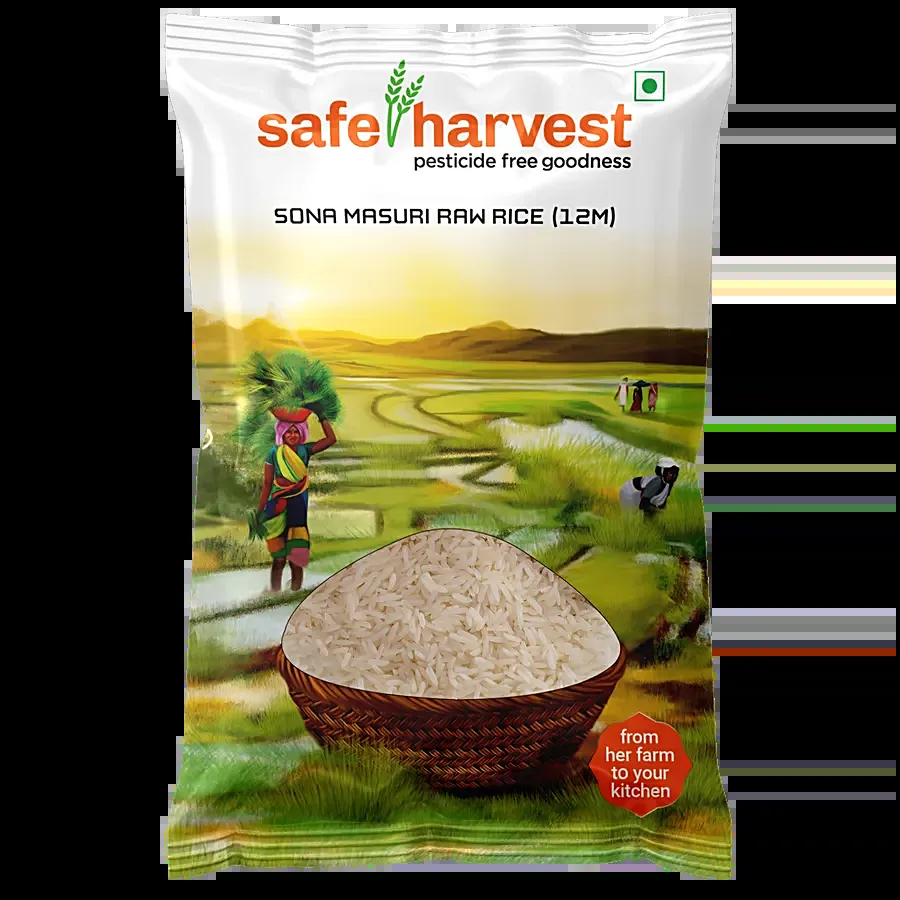 safe harvest
pesticide free goodness
SONA MASURI RAW RICE (12M)
from
her farm
to your
kitchen